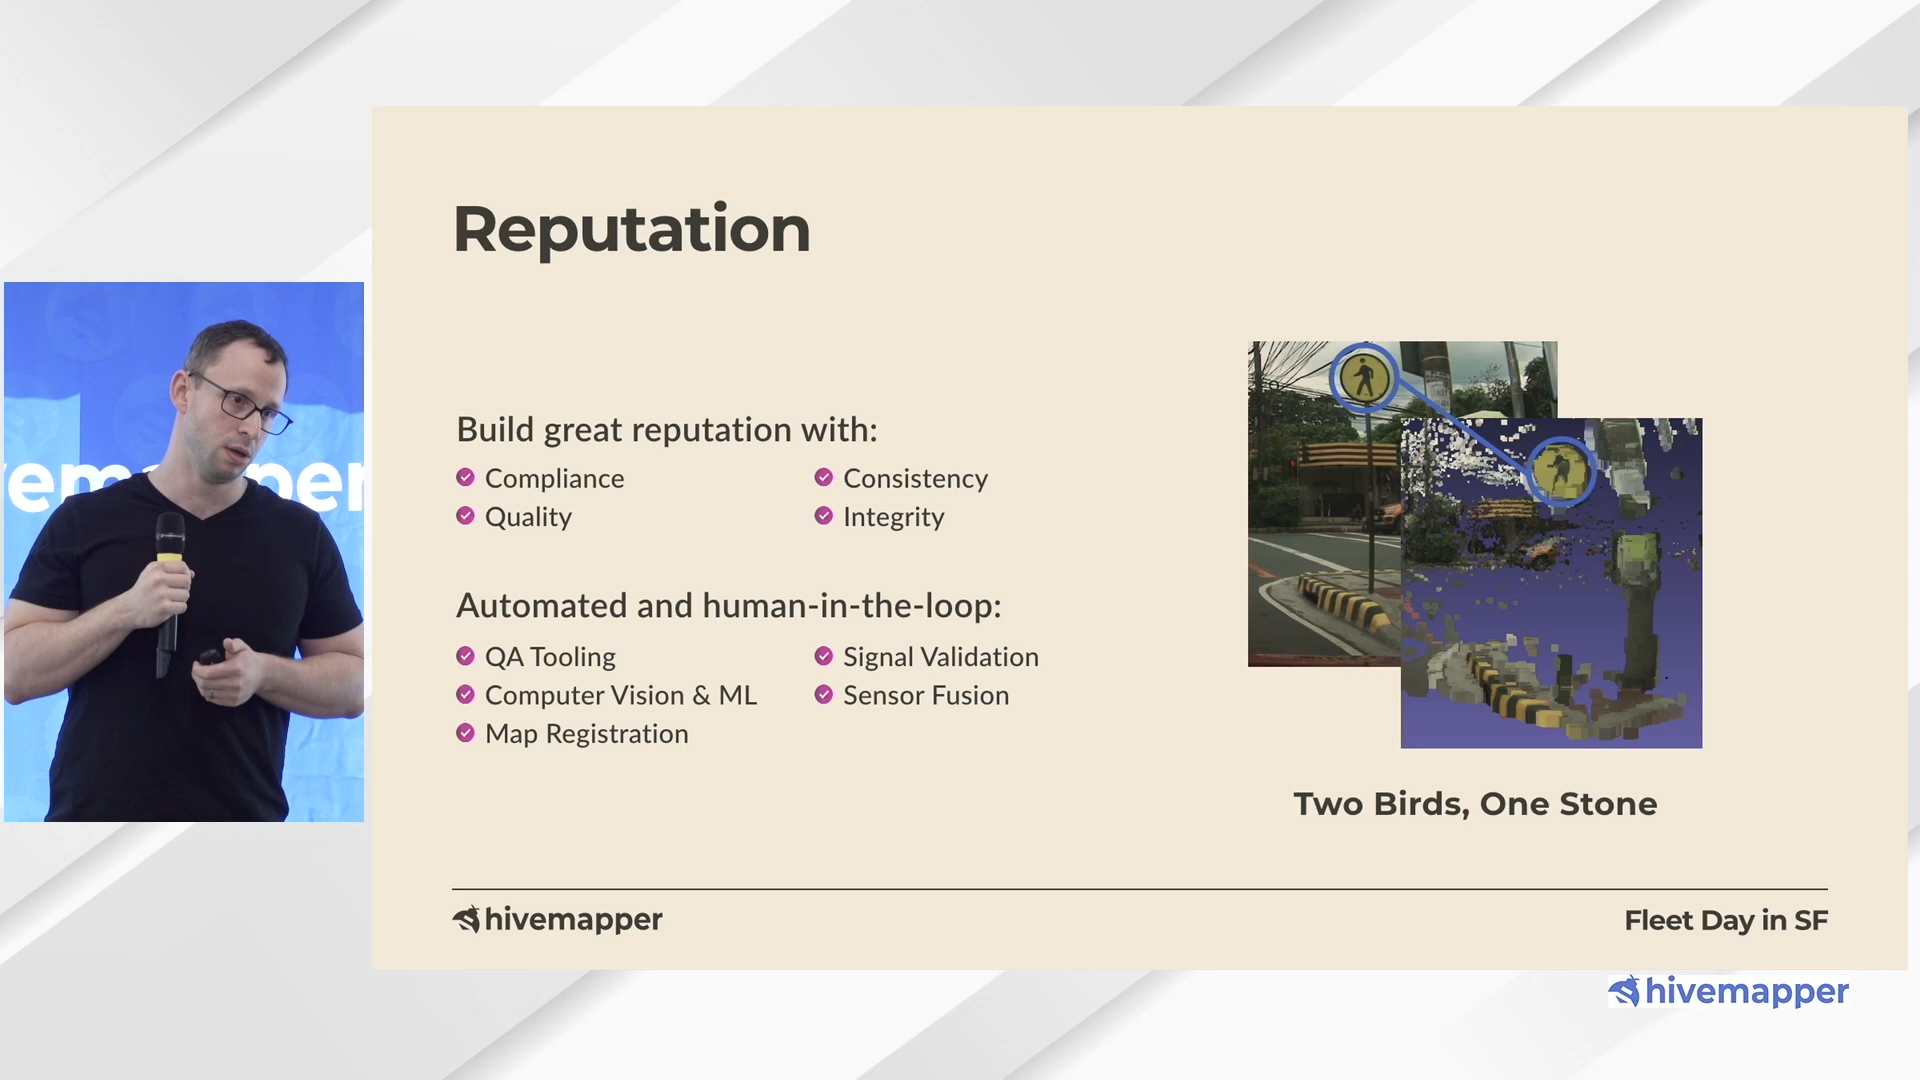 Reputation
Build great reputation with:
Compliance
Consistency
Quality
Integrity
Automated and human-in-the-loop:
QA Tooling
Signal Validation
Computer Vision & ML
Sensor Fusion
Map Registration
Two Birds, One Stone
hivemapper
Fleet Day in SF
hivemapper